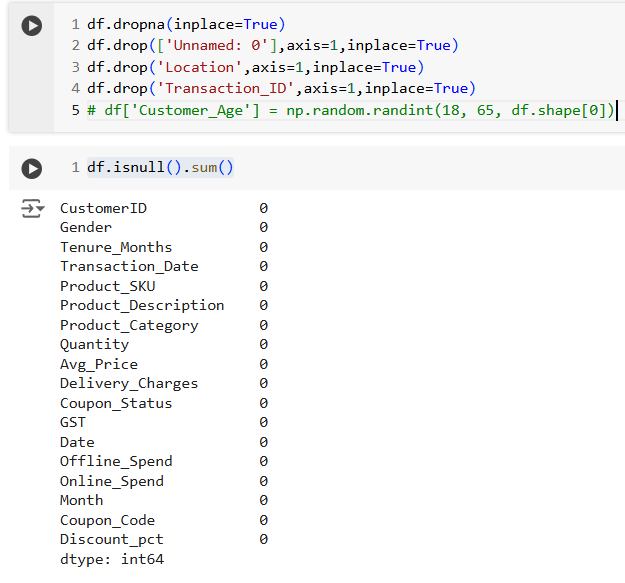 1 df.dropna(inplace=True)
2 df.drop(['Unnamed: 0'],axis=1,inplace=True)
3 df.drop('Location',axis=1,inplace=True)
4 df.drop('Transaction_ID',axis=1,inplace=True)
5 # df['Customer_Age'] = np.random.randint(18, 65, df.shape[0])
1 df.isnull().sum()
CustomerID 0
Gender 0
Tenure_Months 0
Transaction_Date 0
Product_SKU 0
Product_Description 0
Product_Category 0
Quantity 0
Avg_Price 0
Delivery_Charges 0
Coupon_Status 0
GST 0
Date 0
Offline_Spend 0
Online_Spend 0
Month 0
Coupon_Code 0
Discount_pct 0
dtype: int64